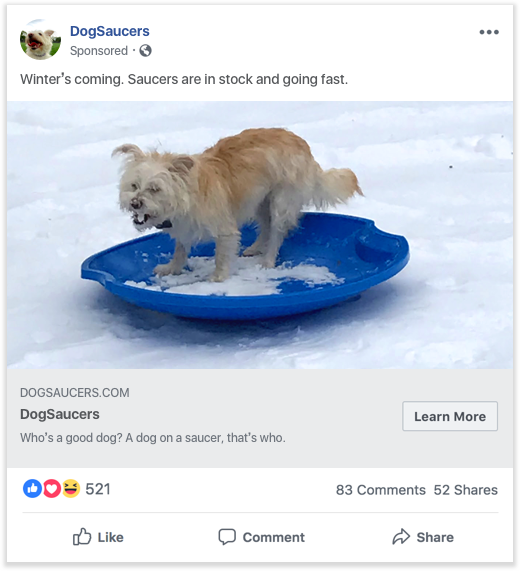 DogSaucers
Sponsored ·
Winter's coming. Saucers are in stock and going fast.
DOGSAUCERS.COM
DogSaucers
Who's a good dog? A dog on a saucer, that's who.
Learn More
521
83 Comments 52 Shares
Like
Comment
Share